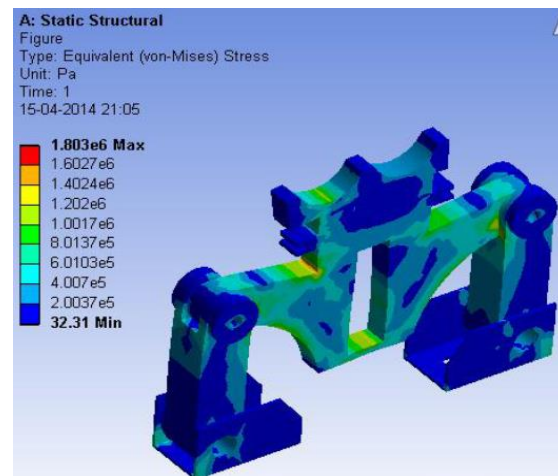 A: Static Structural
Figure
Type: Equivalent (von-Mises) Stress
Unit: Pa
Time: 1
15-04-2014 21:05
1.803e6 Max
1.6027e6
1.4024e6
1.202e6
1.0017e6
8.0137e5
6.0103e5
4.007e5
2.0037e5
32.31 Min